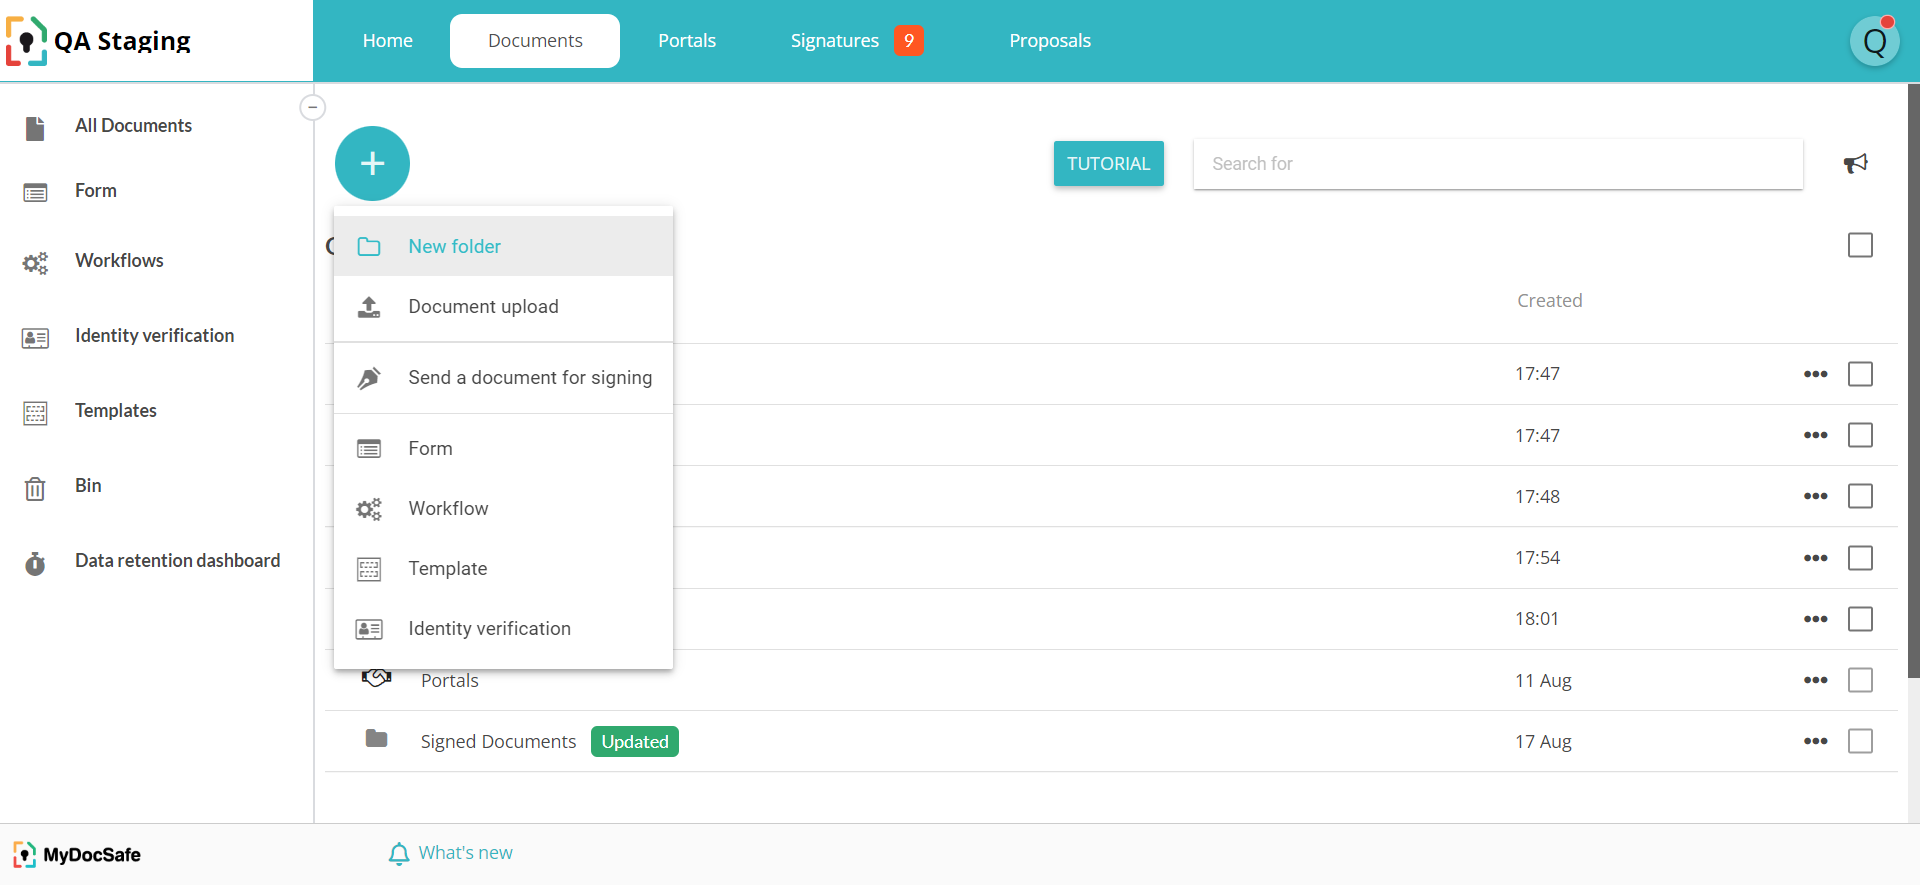 QA Staging
Home
Documents
Portals
Signatures 9
Proposals
Q
All Documents
Form
Workflows
Identity verification
Templates
Bin
Data retention dashboard
TUTORIAL
Search for
New folder
Document upload
Send a document for signing
Form
Workflow
Template
Identity verification
Created
17:47
17:47
17:48
17:54
18:01
Portals 11 Aug
Signed Documents Updated 17 Aug
MyDocSafe
What's new